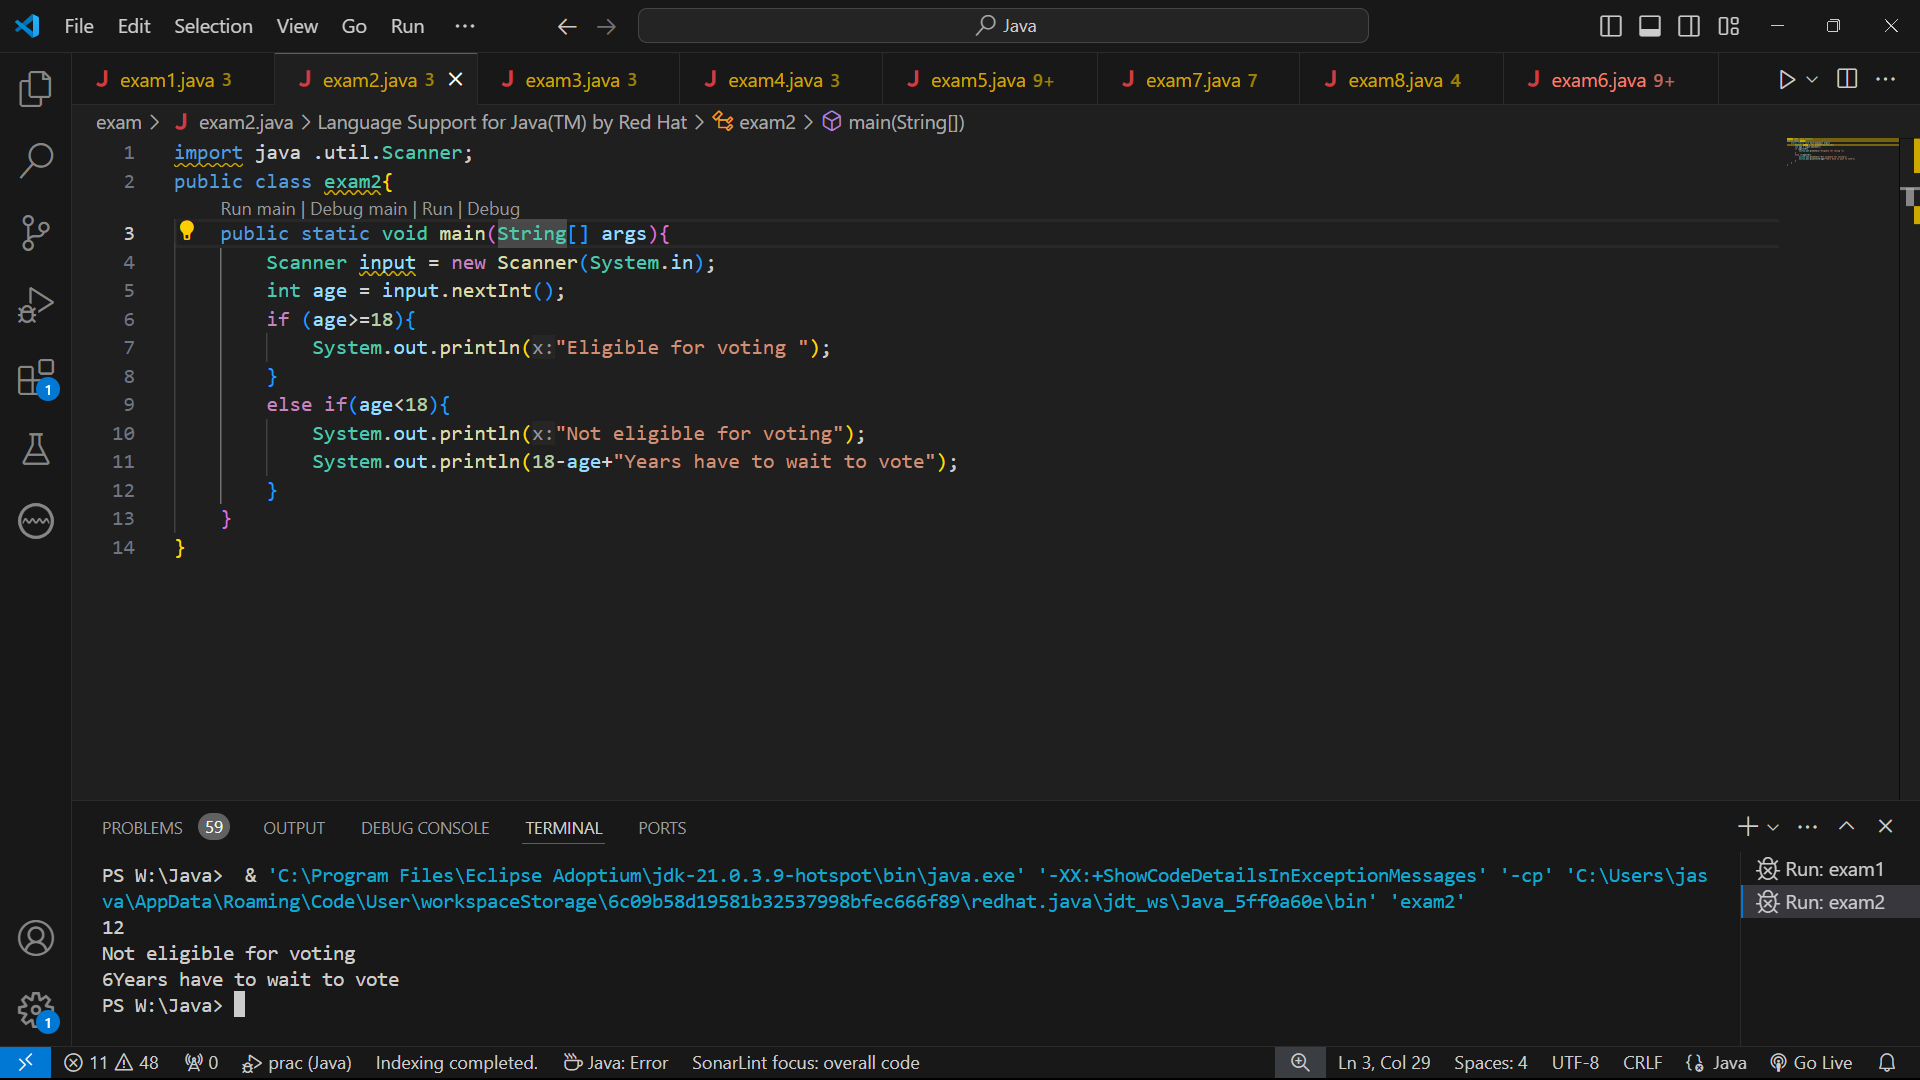 File Edit Selection View Go Run ··· Java
exam1.java 3 exam2.java 3 exam3.java 3 exam4.java 3 exam5.java 9+ exam7.java 7 exam8.java 4 exam6.java 9+
exam > exam2.java > Language Support for Java(TM) by Red Hat > exam2 > main(String[])
1 import java .util.Scanner;
2 public class exam2{
Run main | Debug main | Run | Debug
3 public static void main(String[] args){
4 Scanner input = new Scanner(System.in);
5 int age = input.nextInt();
6 if (age>=18){
7 System.out.println(x:"Eligible for voting ");
8 }
9 else if(age<18){
10 System.out.println(x:"Not eligible for voting");
11 System.out.println(18-age+"Years have to wait to vote");
12 }
13 }
14 }
PROBLEMS 59 OUTPUT DEBUG CONSOLE TERMINAL PORTS
PS W:\Java>  & 'C:\Program Files\Eclipse Adoptium\jdk-21.0.3.9-hotspot\bin\java.exe' '-XX:+ShowCodeDetailsInExceptionMessages' '-cp' 'C:\Users\jas
va\AppData\Roaming\Code\User\workspaceStorage\6c09b58d19581b32537998bfec666f89\redhat.java\jdt_ws\Java_5ff0a60e\bin' 'exam2'
12
Not eligible for voting
6Years have to wait to vote
PS W:\Java>
Run: exam1
Run: exam2
1
1
11 48 0 prac (Java) Indexing completed. Java: Error SonarLint focus: overall code Ln 3, Col 29 Spaces: 4 UTF-8 CRLF Java Go Live